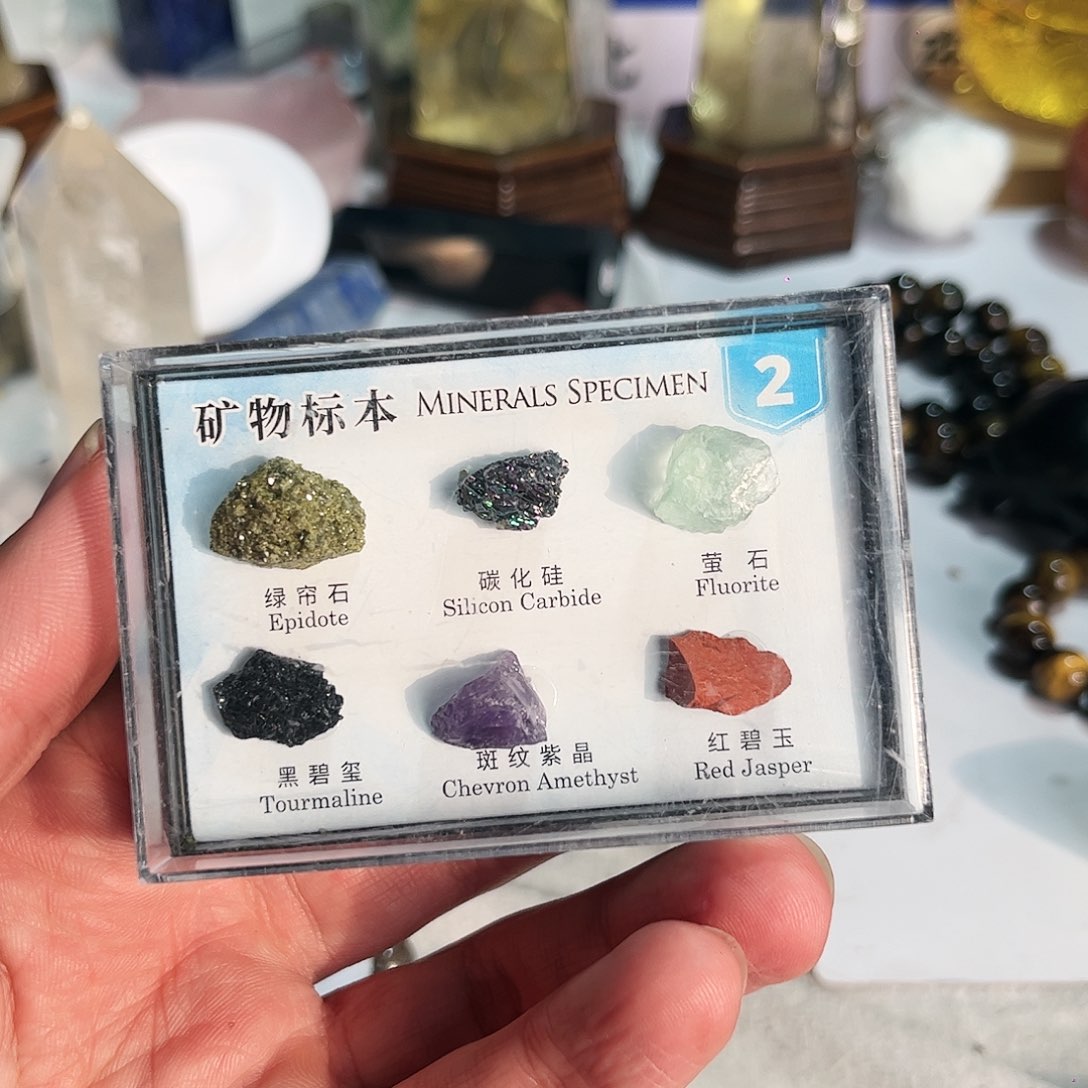 矿物标本 MINERALS SPECIMEN 2
绿帘石
Epidote
碳化硅
Silicon Carbide
萤石
Fluorite
黑碧玺
Tourmaline
斑纹紫晶
Chevron Amethyst
红碧玉
Red Jasper